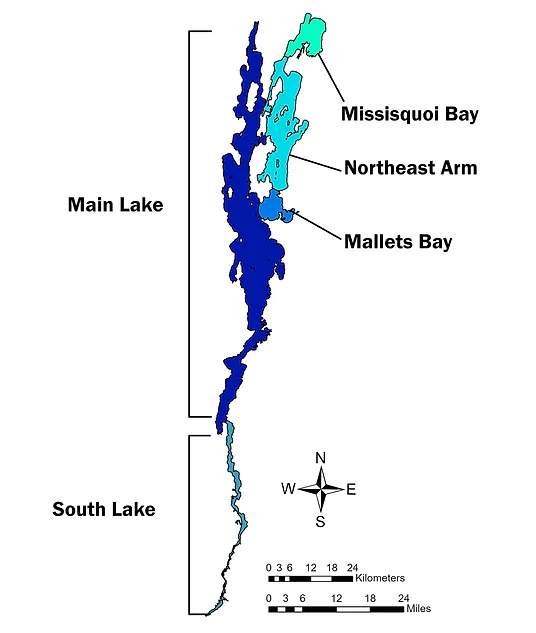 Missisquoi Bay
Northeast Arm
Main Lake
Mallets Bay
N
W E
S
South Lake
0 3 6 12 18 24
Kilometers
0 3 6 12 18 24
Miles